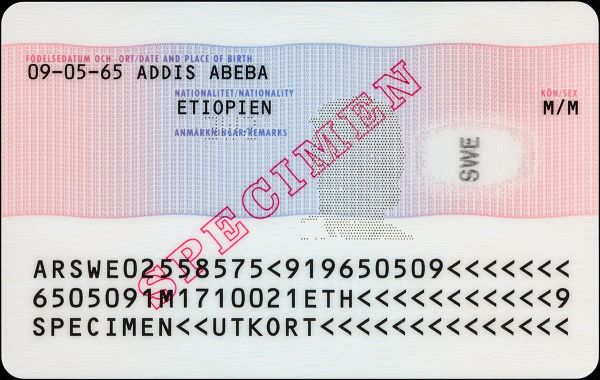 FÖDELSEDATUM OCH -ORT/DATE AND PLACE OF BIRTH
09-05-65 ADDIS ABEBA
NATIONALITET/NATIONALITY
KÖN/SEX
ETIOPIEN
M/M
ANMÄRKNINGAR/REMARKS
SWE
SPECIMEN
ARSWE02558575<919650509<<<<<<<
6505091M1710021ETH<<<<<<<<<<<9
SPECIMEN<<UTKORT<<<<<<<<<<<<<<